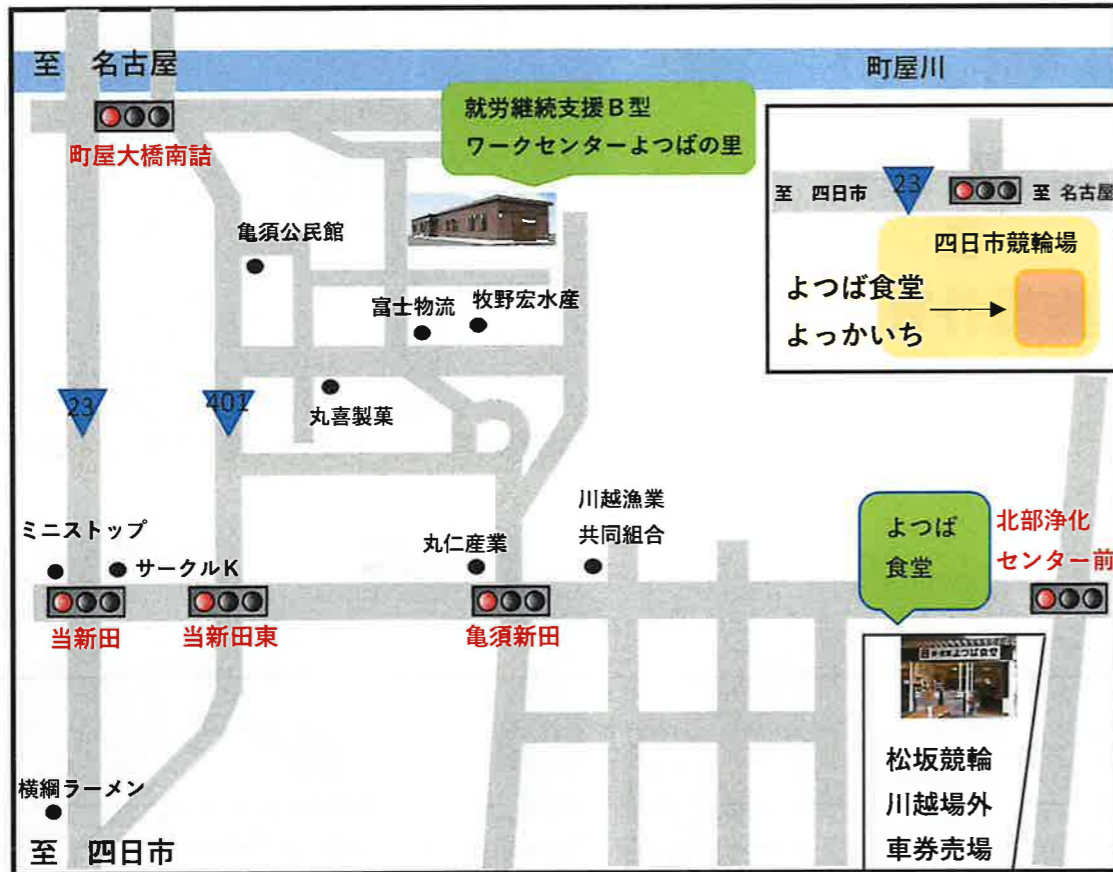 至 名古屋
町屋川
就労継続支援B型
ワークセンターよつばの里
町屋大橋南詰
至 四日市
23
至 名古屋
四日市競輪場
よつば食堂
よっかいち
亀須公民館
富士物流
牧野宏水産
丸喜製菓
23
401
ミニストップ
サークルK
丸仁産業
川越漁業
共同組合
よつば
食堂
北部浄化
センター前
当新田
当新田東
亀須新田
松坂競輪
川越場外
車券売場
横綱ラーメン
至 四日市